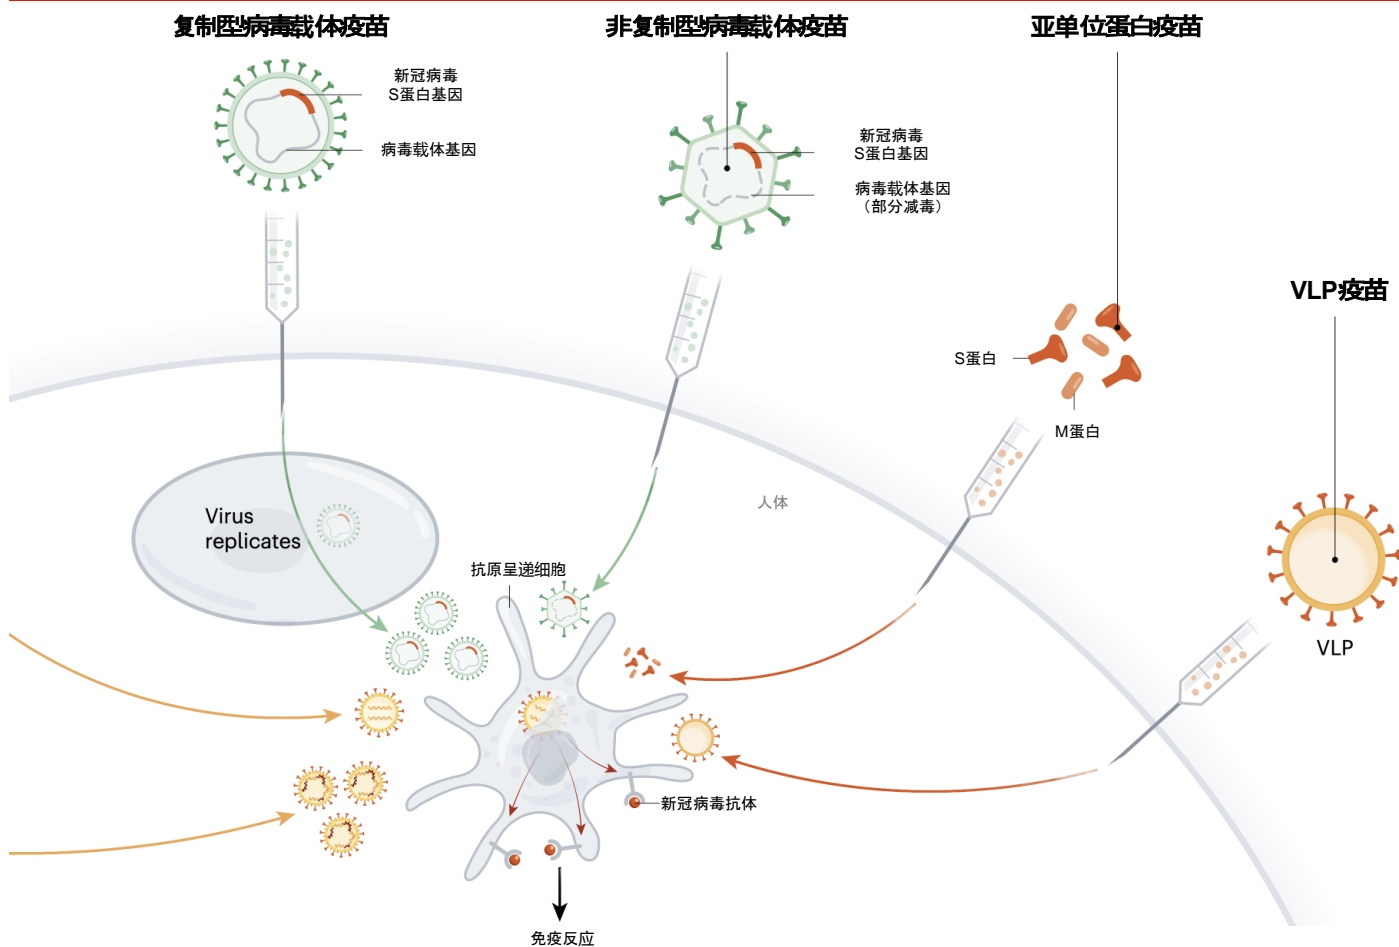 复制型病毒载体疫苗
非复制型病毒载体疫苗
亚单位蛋白疫苗
新冠病毒
S蛋白基因
病毒载体基因
新冠病毒
S蛋白基因
病毒载体基因
（部分减毒）
VLP疫苗
S蛋白
M蛋白
人体
Virus
replicates
抗原呈递细胞
VLP
新冠病毒抗体
免疫反应